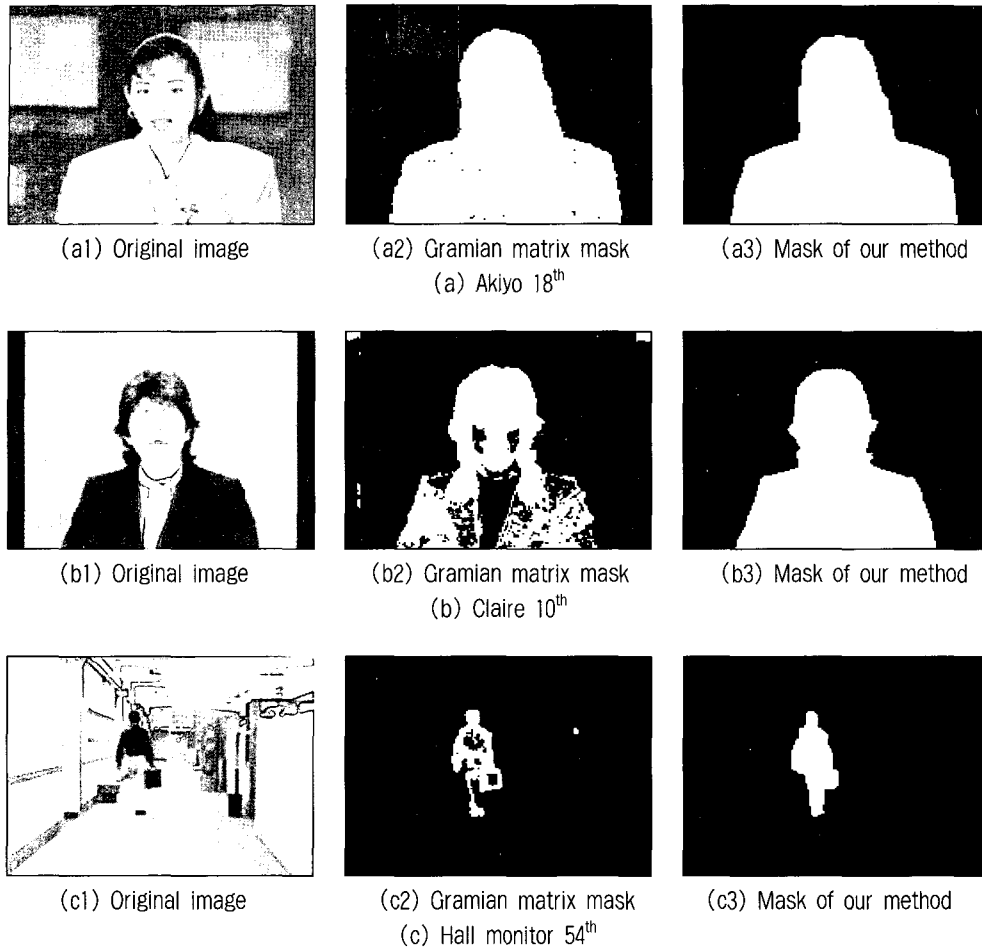 (a1) Original image (a2) Gramian matrix mask (a3) Mask of our method
(a) Akiyo 18th
(b1) Original image (b2) Gramian matrix mask (b3) Mask of our method
(b) Claire 10th
(c1) Original image (c2) Gramian matrix mask (c3) Mask of our method
(c) Hall monitor 54th